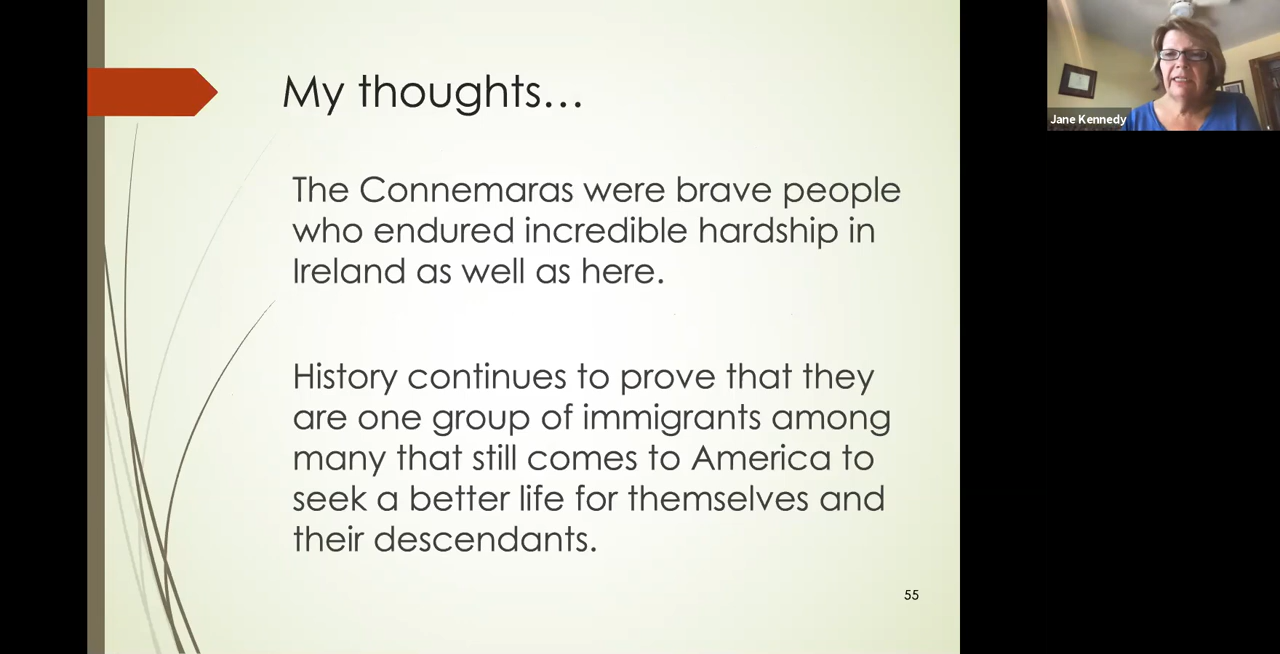 My thoughts...
The Connemaras were brave people
who endured incredible hardship in
Ireland as well as here.
History continues to prove that they
are one group of immigrants among
many that still comes to America to
seek a better life for themselves and
their descendants.
55
Jane Kennedy